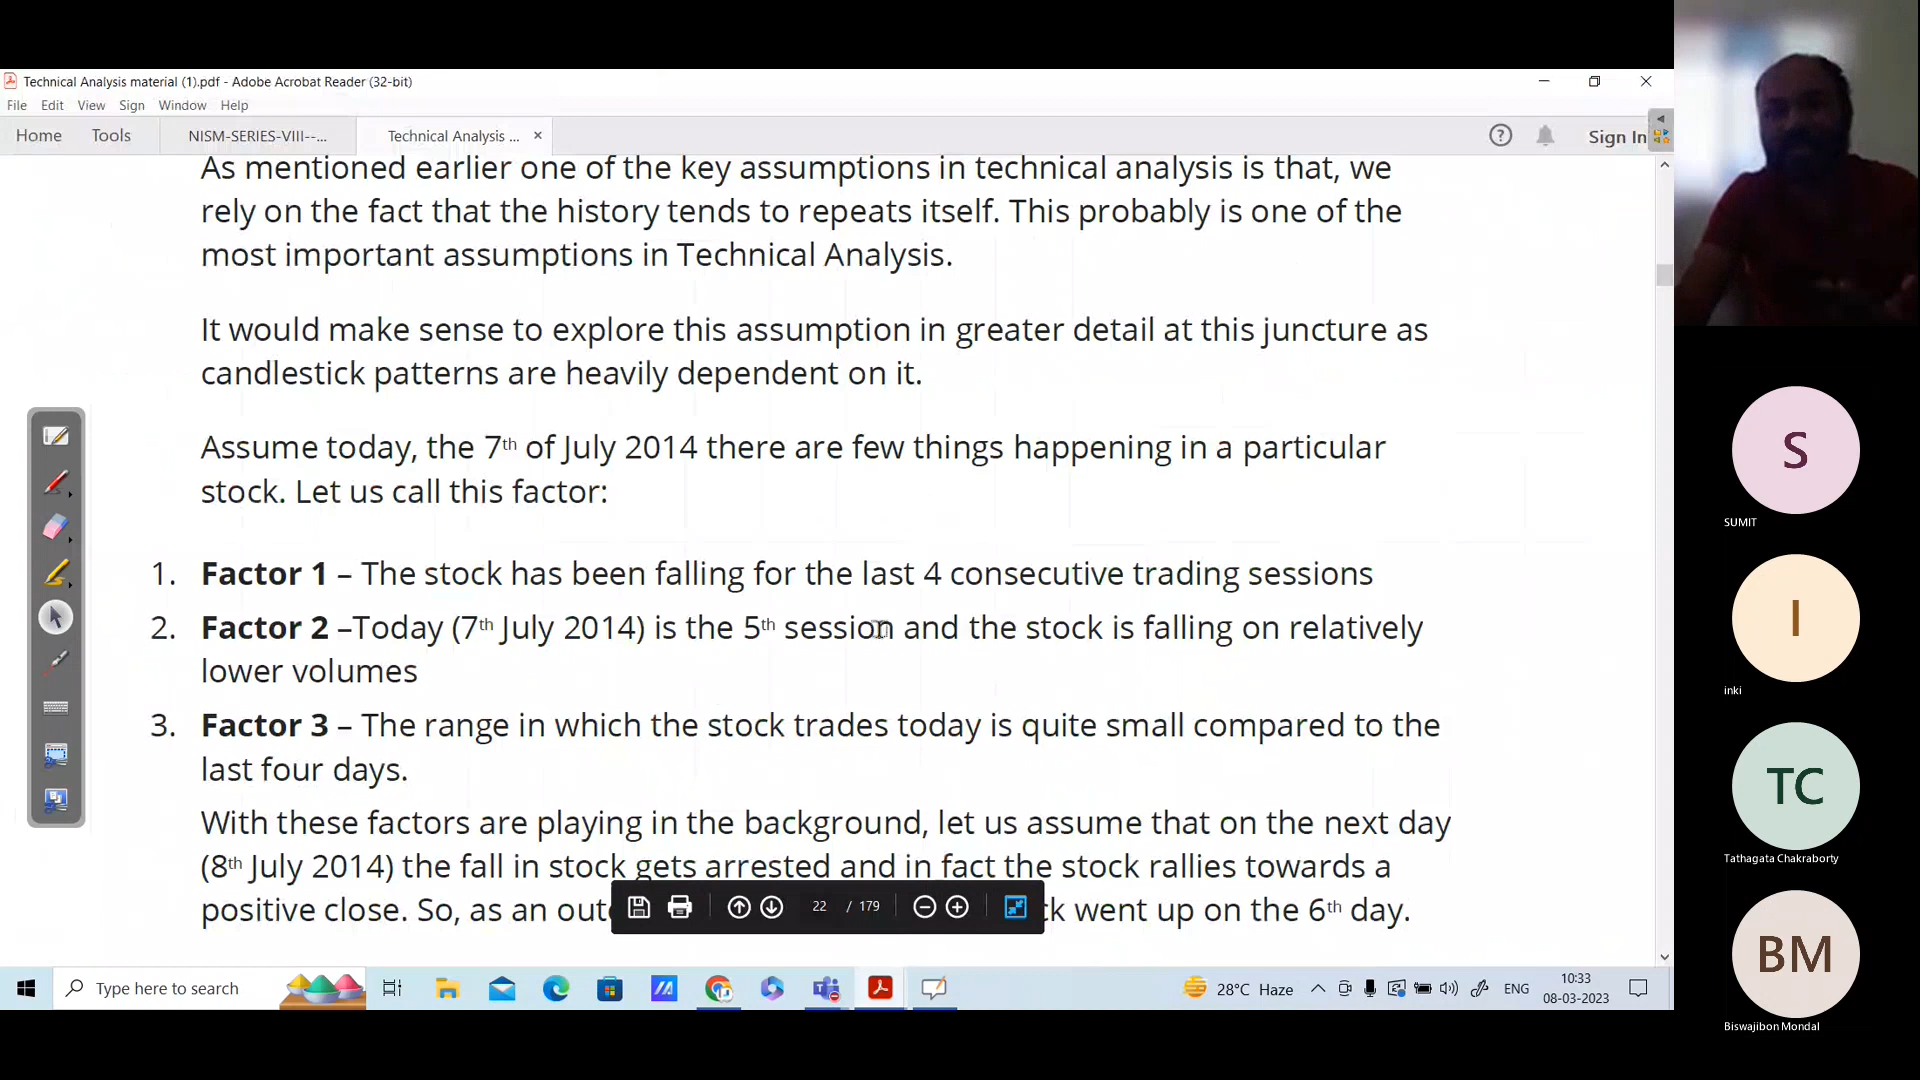 Technical Analysis material (1).pdf - Adobe Acrobat Reader (32-bit)
File Edit View Sign Window Help
Home Tools NISM-SERIES-VIII--... Technical Analysis ... × Sign In
As mentioned earlier one of the key assumptions in technical analysis is that, we
rely on the fact that the history tends to repeats itself. This probably is one of the
most important assumptions in Technical Analysis.
It would make sense to explore this assumption in greater detail at this juncture as
candlestick patterns are heavily dependent on it.
Assume today, the 7th of July 2014 there are few things happening in a particular
stock. Let us call this factor:
1. Factor 1 – The stock has been falling for the last 4 consecutive trading sessions
2. Factor 2 –Today (7th July 2014) is the 5th session and the stock is falling on relatively
lower volumes
3. Factor 3 – The range in which the stock trades today is quite small compared to the
last four days.
With these factors are playing in the background, let us assume that on the next day
(8th July 2014) the fall in stock gets arrested and in fact the stock rallies towards a
positive close. So, as an went up on the 6th day.
22 / 179
Type here to search
28°C Haze
ENG
10:33
08-03-2023
S
SUMIT
I
inki
TC
Tathagata Chakraborty
BM
Biswajibon Mondal